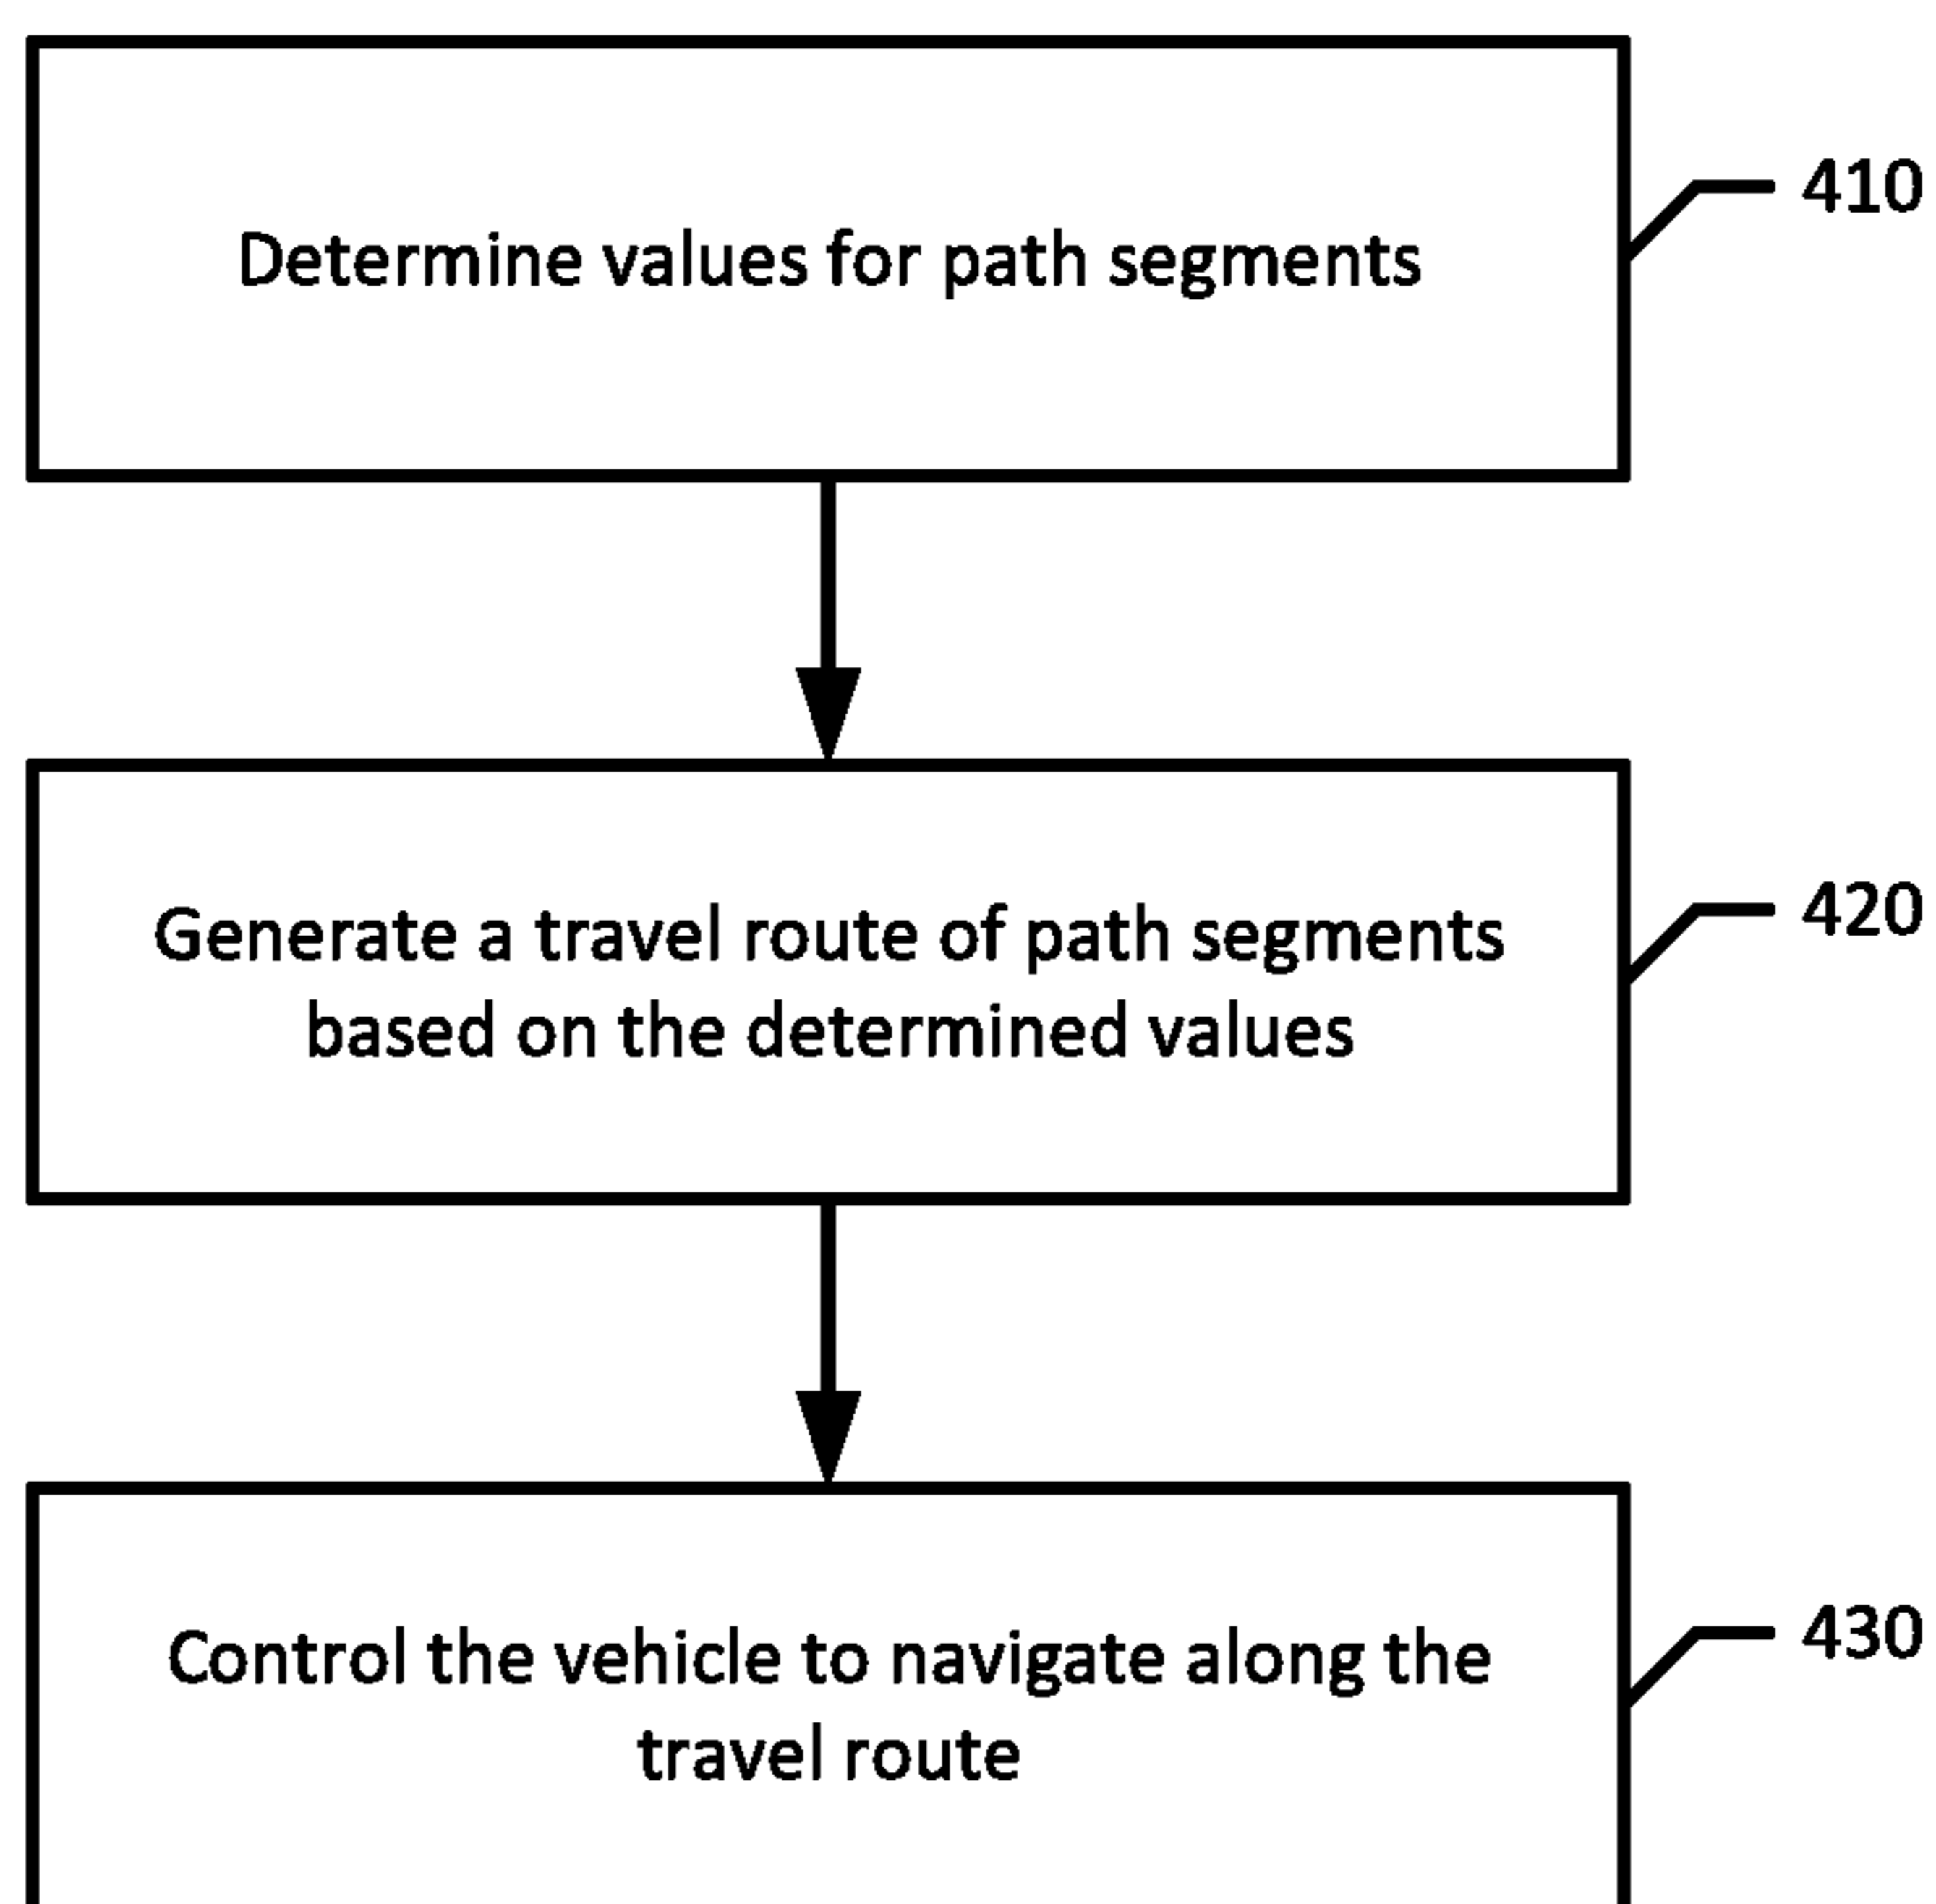 Determine values for path segments
410
Generate a travel route of path segments
based on the determined values
420
Control the vehicle to navigate along the
travel route
430